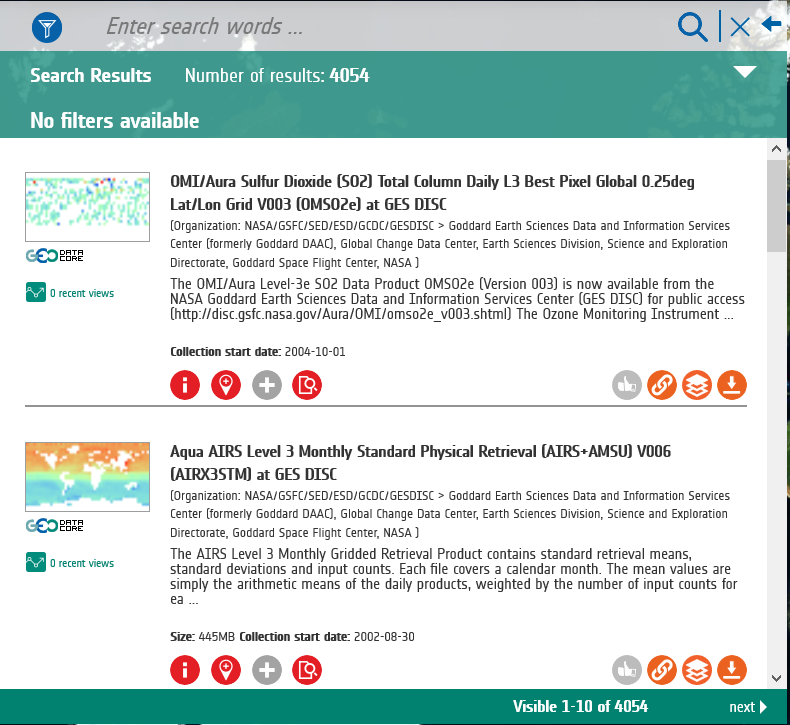 Enter search words ...
Search Results Number of results: 4054
No filters available
OMI/Aura Sulfur Dioxide (SO2) Total Column Daily L3 Best Pixel Global 0.25deg
Lat/Lon Grid V003 (OMSO2e) at GES DISC
(Organization: NASA/GSFC/SED/ESD/GCDC/GESDISC > Goddard Earth Sciences Data and Information Services
Center (formerly Goddard DAAC), Global Change Data Center, Earth Sciences Division, Science and Exploration
Directorate, Goddard Space Flight Center, NASA )
GEO DATA
CORE
The OMI/Aura Level-3e SO2 Data Product OMSO2e (Version 003) is now available from the
NASA Goddard Earth Sciences Data and Information Services Center (GES DISC) for public access
(http://disc.gsfc.nasa.gov/Aura/OMI/omso2e_v003.shtml) The Ozone Monitoring Instrument ...
0 recent views
Collection start date: 2004-10-01
Aqua AIRS Level 3 Monthly Standard Physical Retrieval (AIRS+AMSU) V006
(AIRX3STM) at GES DISC
(Organization: NASA/GSFC/SED/ESD/GCDC/GESDISC > Goddard Earth Sciences Data and Information Services
Center (formerly Goddard DAAC), Global Change Data Center, Earth Sciences Division, Science and Exploration
Directorate, Goddard Space Flight Center, NASA )
GEO DATA
CORE
The AIRS Level 3 Monthly Gridded Retrieval Product contains standard retrieval means,
standard deviations and input counts. Each file covers a calendar month. The mean values are
simply the arithmetic means of the daily products, weighted by the number of input counts for
ea ...
0 recent views
Size: 445MB Collection start date: 2002-08-30
Visible 1-10 of 4054 next